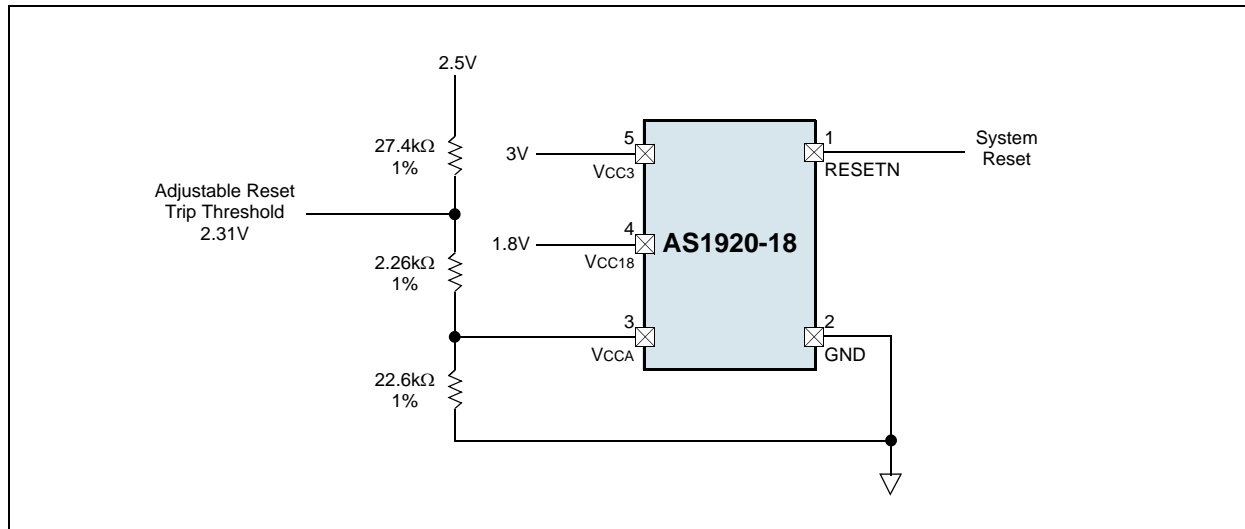 2.5V
27.4kΩ
1%
Adjustable Reset
Trip Threshold
2.31V
2.26kΩ
1%
22.6kΩ
1%
3V
5
VCC3
1.8V
4
VCC18
3
VCCA
AS1920-18
1
RESETN
System
Reset
2
GND